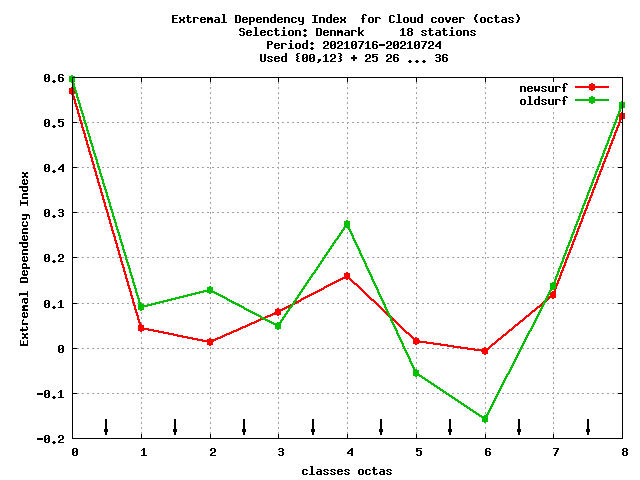 Extremal Dependency Index  for Cloud cover (octas)
Selection: Denmark     18 stations
Period: 20210716-20210724
Used {00,12} + 25 26 ... 36
newsurf
oldsurf
Extremal Dependency Index
0.6
0.5
0.4
0.3
0.2
0.1
0
-0.1
-0.2
0 1 2 3 4 5 6 7 8
classes octas